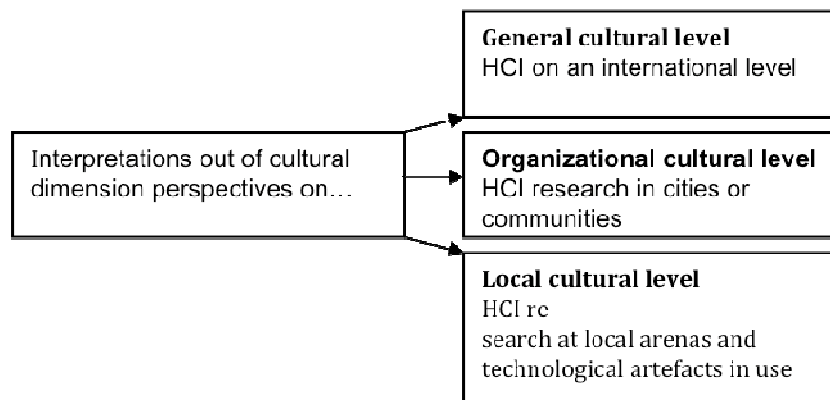 General cultural level
HCI on an international level
Interpretations out of cultural
dimension perspectives on…
Organizational cultural level
HCI research in cities or
communities
Local cultural level
HCI re
search at local arenas and
technological artefacts in use